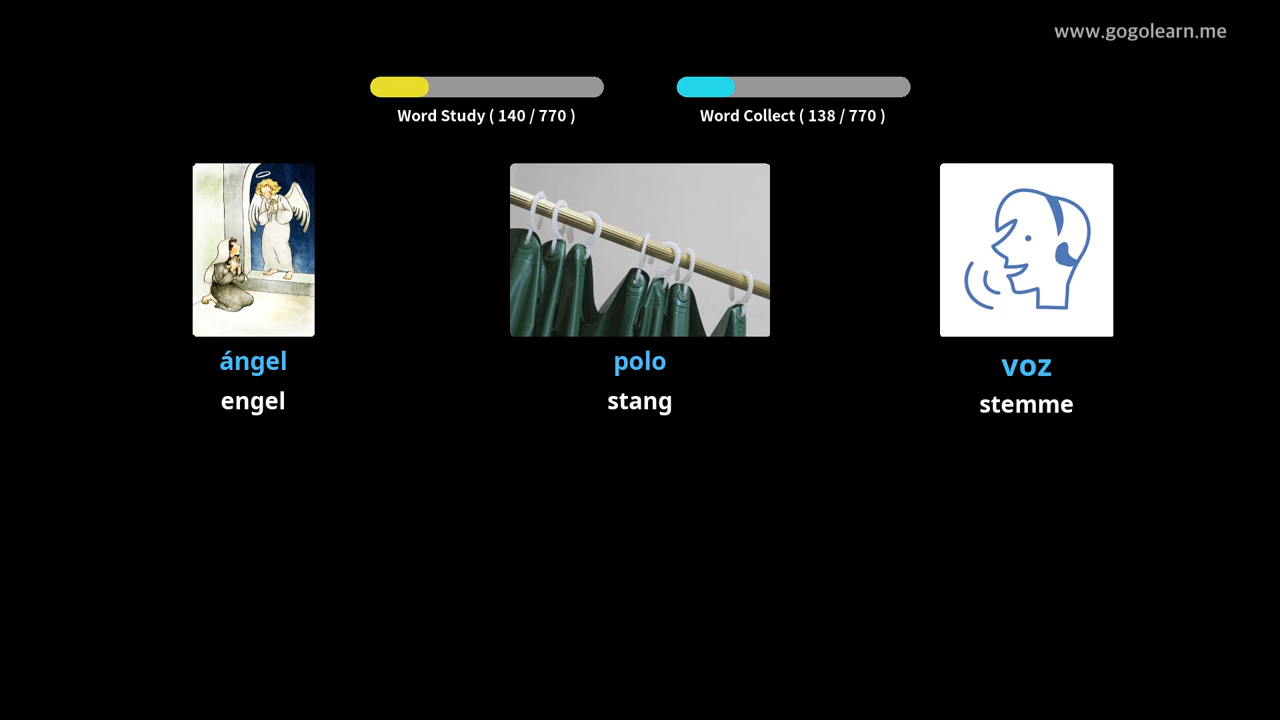 www.gogolearn.me
Word Study ( 140 / 770 )
Word Collect ( 138 / 770 )
ángel
engel
polo
stang
voz
stemme